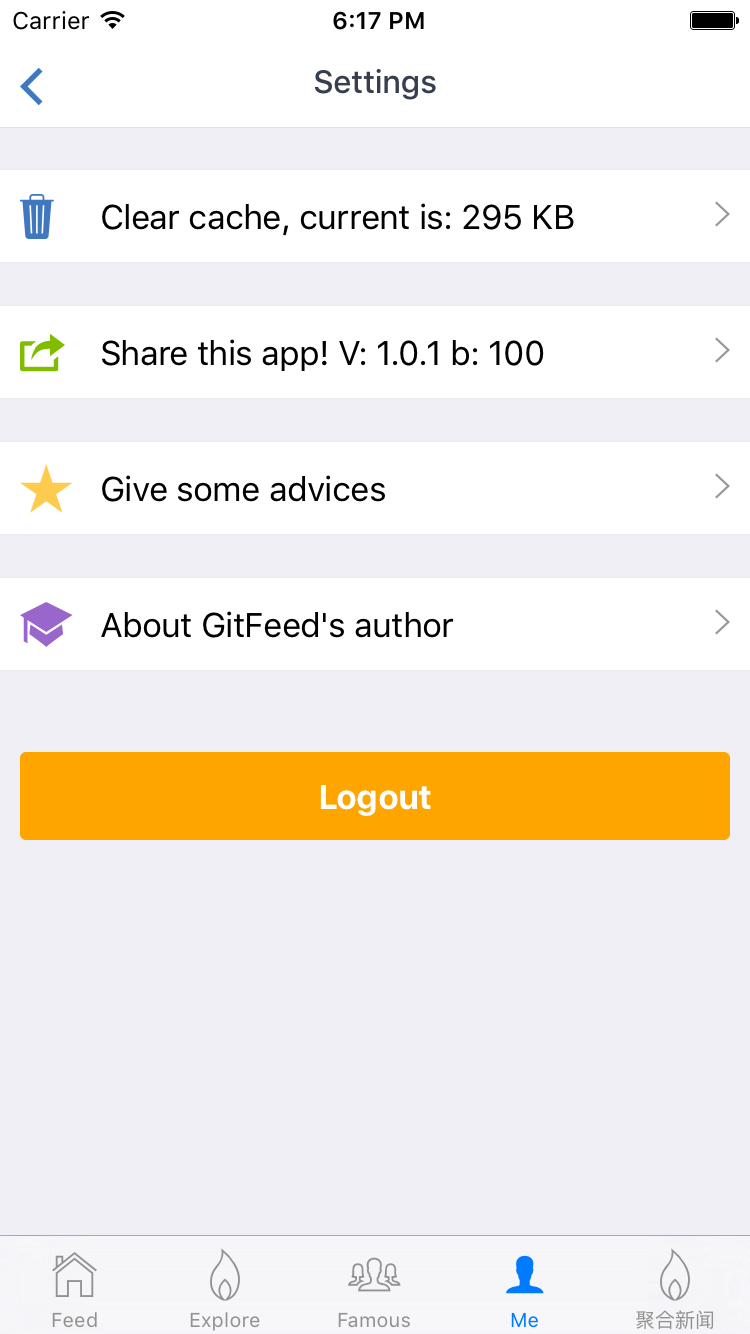 Carrier 6:17 PM
Settings
Clear cache, current is: 295 KB
Share this app! V: 1.0.1 b: 100
Give some advices
About GitFeed's author
Logout
Feed Explore Famous Me 聚合新闻